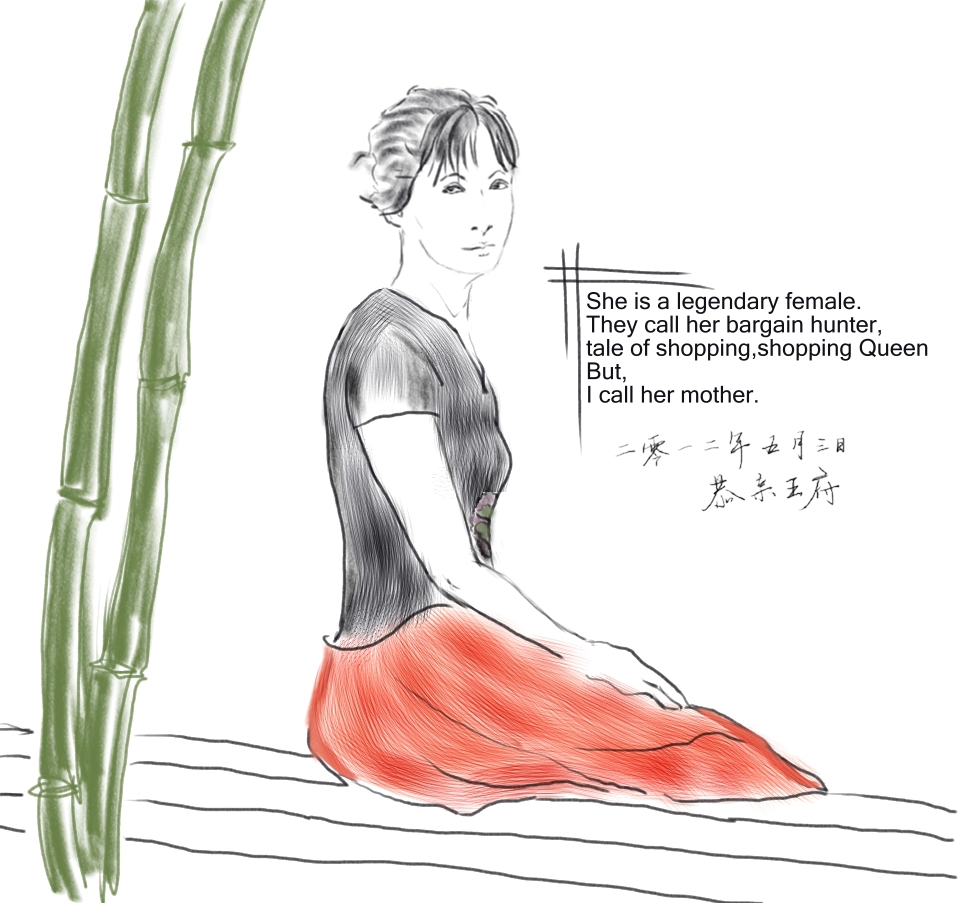 She is a legendary female.
They call her bargain hunter,
tale of shopping,shopping Queen
But,
I call her mother.
二零一二年五月三日
恭亲王府